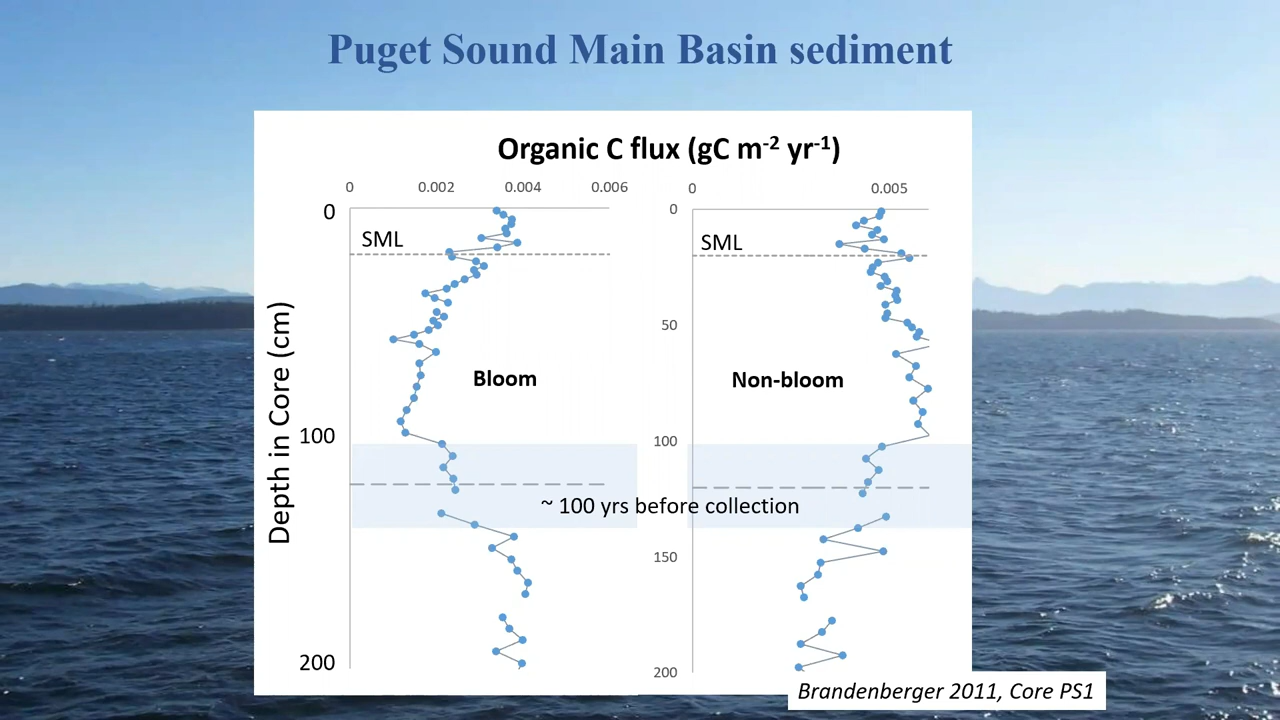 Puget Sound Main Basin sediment
Organic C flux (gC m-2 yr-1)
0 0.002 0.004 0.006
0 0.005
0
0
SML
SML
50
Depth in Core (cm)
Bloom
Non-bloom
100
100
~ 100 yrs before collection
150
200
200
Brandenberger 2011, Core PS1